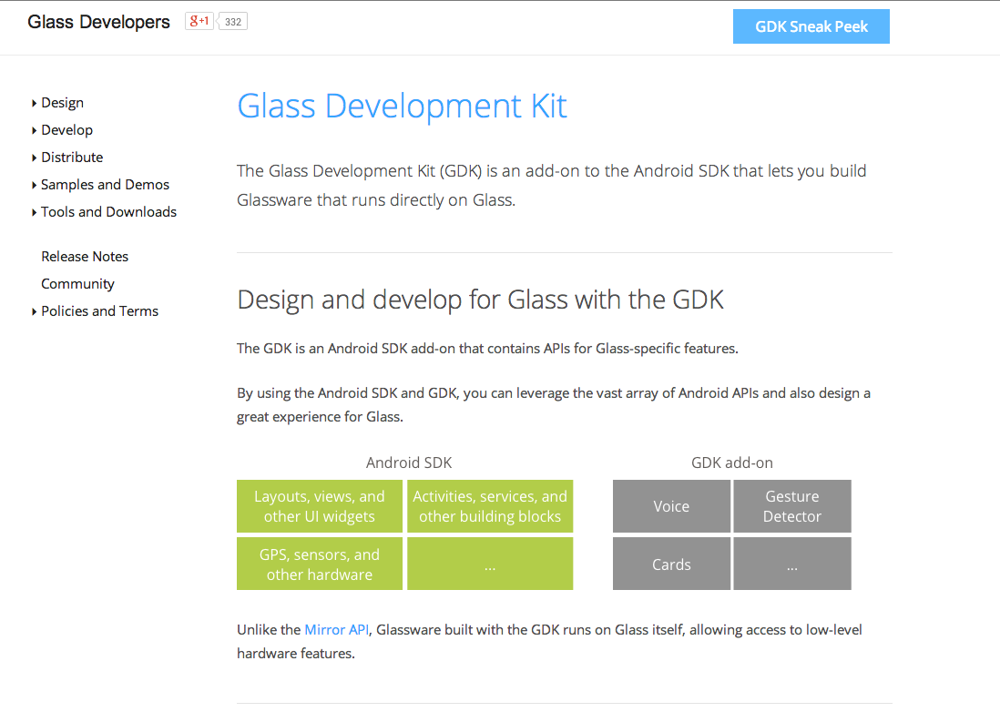 Glass Developers
g+1
332
GDK Sneak Peek
Design
Develop
Distribute
Samples and Demos
Tools and Downloads
Release Notes
Community
Policies and Terms
Glass Development Kit
The Glass Development Kit (GDK) is an add-on to the Android SDK that lets you build
Glassware that runs directly on Glass.
Design and develop for Glass with the GDK
The GDK is an Android SDK add-on that contains APIs for Glass-specific features.
By using the Android SDK and GDK, you can leverage the vast array of Android APIs and also design a
great experience for Glass.
Android SDK
Layouts, views, and
other UI widgets
Activities, services, and
other building blocks
GPS, sensors, and
other hardware
...
GDK add-on
Voice
Gesture
Detector
Cards
...
Unlike the Mirror API, Glassware built with the GDK runs on Glass itself, allowing access to low-level
hardware features.